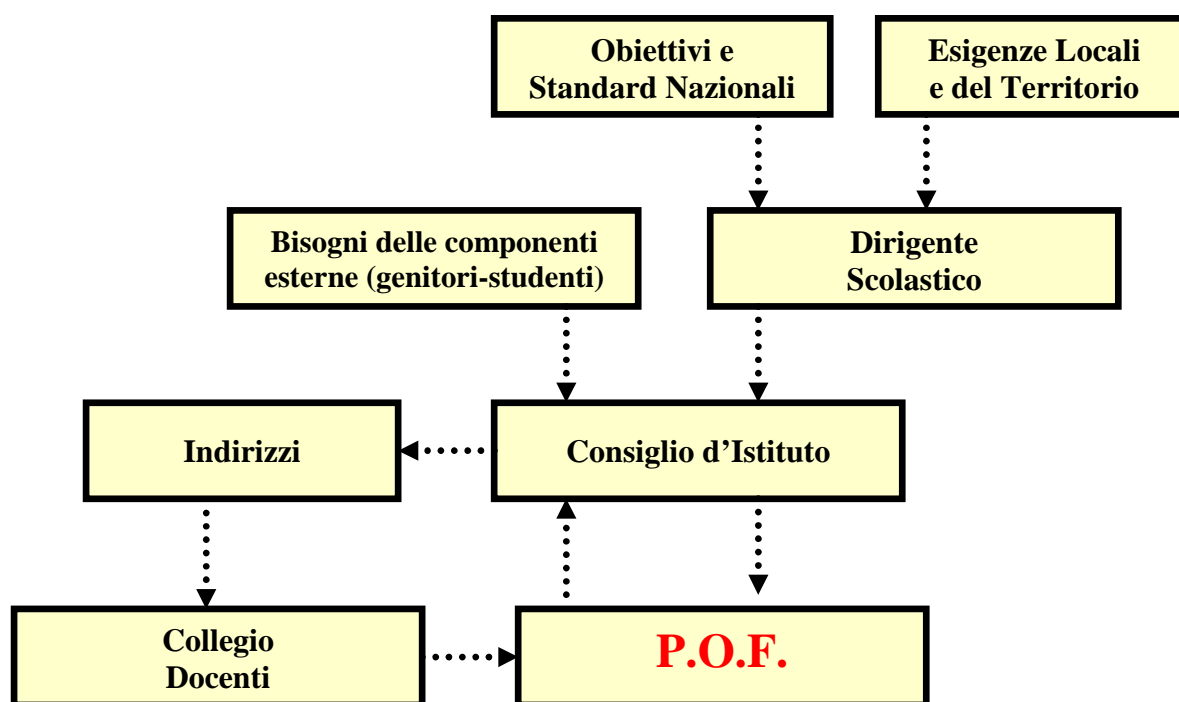 Obiettivi e
Standard Nazionali
Esigenze Locali
e del Territorio
Bisogni delle componenti
esterne (genitori-studenti)
Dirigente
Scolastico
Indirizzi
Consiglio d’Istituto
Collegio
Docenti
P.O.F.